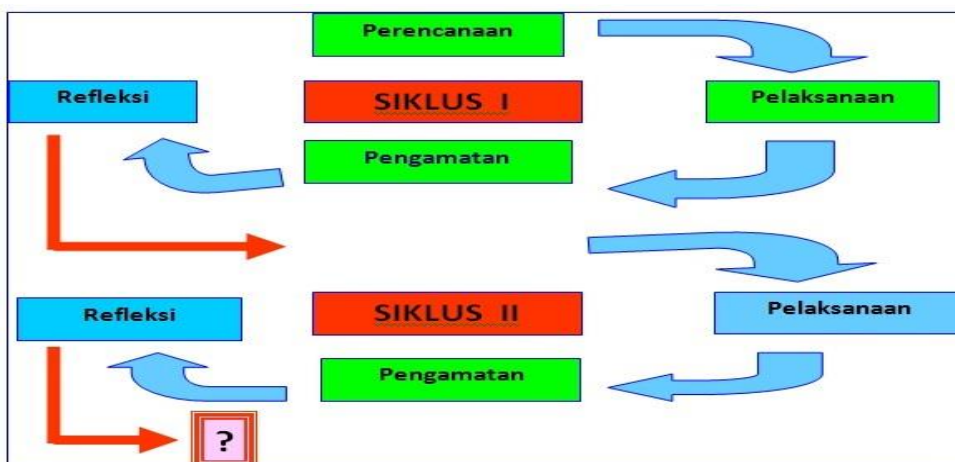 Perencanaan
Refleksi
SIKLUS I
Pelaksanaan
Pengamatan
Refleksi
SIKLUS II
Pelaksanaan
Pengamatan
?